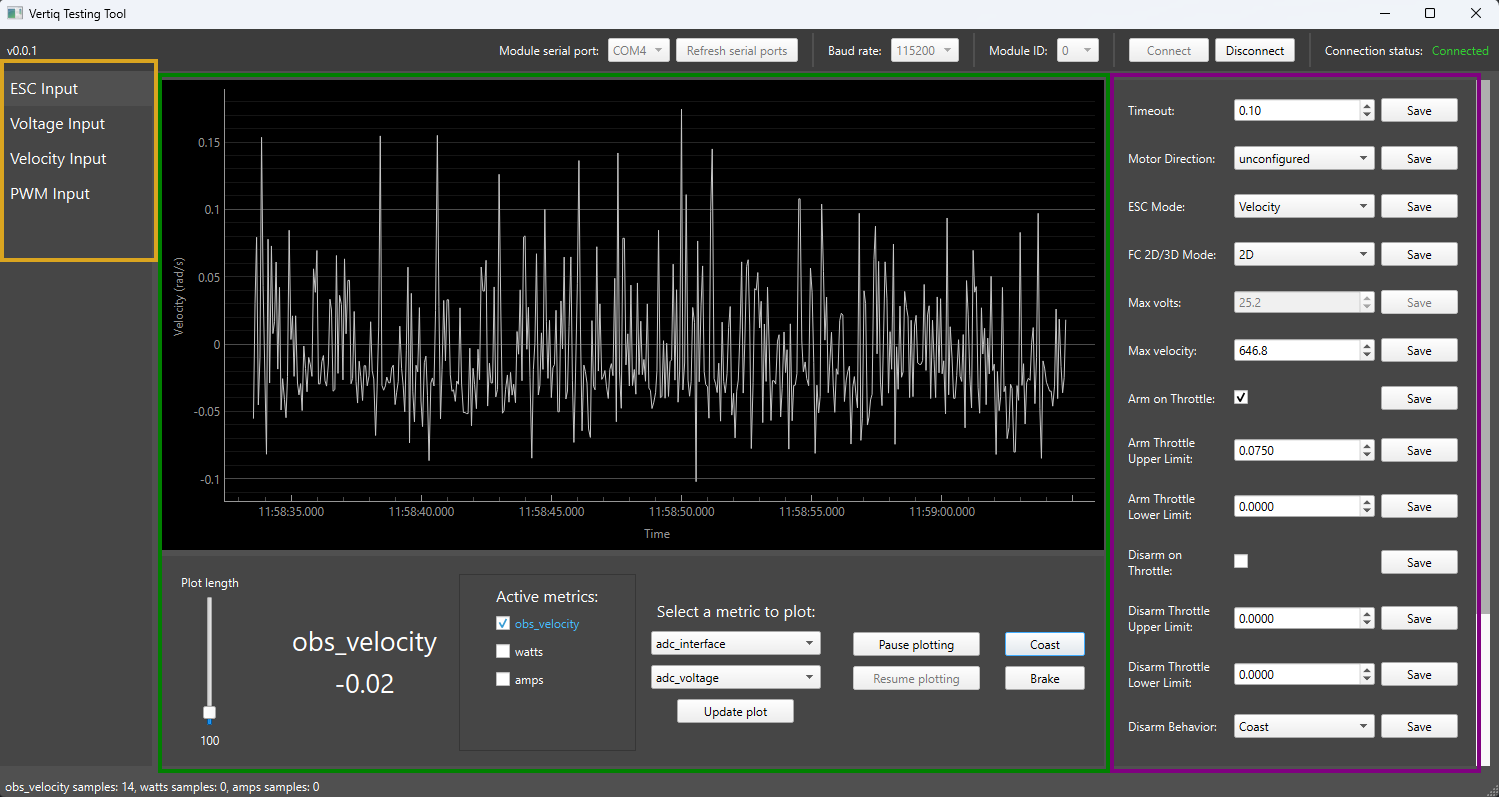 Vertiq Testing Tool
v0.0.1
Module serial port: COM4 Refresh serial ports Baud rate: 115200 Module ID: 0 Connect Disconnect Connection status: Connected
ESC Input
Voltage Input
Velocity Input
PWM Input
Velocity (rad/s)
0.15
0.1
0.05
0
-0.05
-0.1
11:58:35.000 11:58:40.000 11:58:45.000 11:58:50.000 11:58:55.000 11:59:00.000
Time
Plot length
100
obs_velocity
-0.02
Active metrics:
obs_velocity
watts
amps
Select a metric to plot:
adc_interface
adc_voltage
Update plot
Pause plotting
Resume plotting
Coast
Brake
Timeout: 0.10 Save
Motor Direction: unconfigured Save
ESC Mode: Velocity Save
FC 2D/3D Mode: 2D Save
Max volts: 25.2 Save
Max velocity: 646.8 Save
Arm on Throttle: Save
Arm Throttle
Upper Limit: 0.0750 Save
Arm Throttle
Lower Limit: 0.0000 Save
Disarm on
Throttle: Save
Disarm Throttle
Upper Limit: 0.0000 Save
Disarm Throttle
Lower Limit: 0.0000 Save
Disarm Behavior: Coast Save
obs_velocity samples: 14, watts samples: 0, amps samples: 0